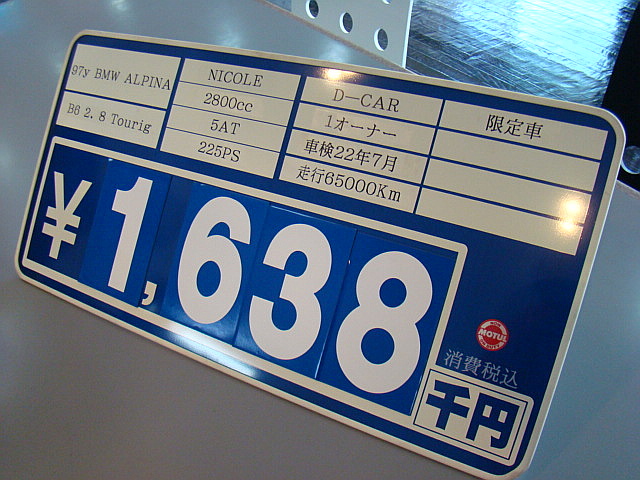 97y BMW ALPINA
B6 2. 8 Tourig
NICOLE
2800cc
5AT
225PS
D-CAR
1オーナー
車検22年7月
走行65000Km
限定車
¥1,638
MOTUL
消費税込
千円